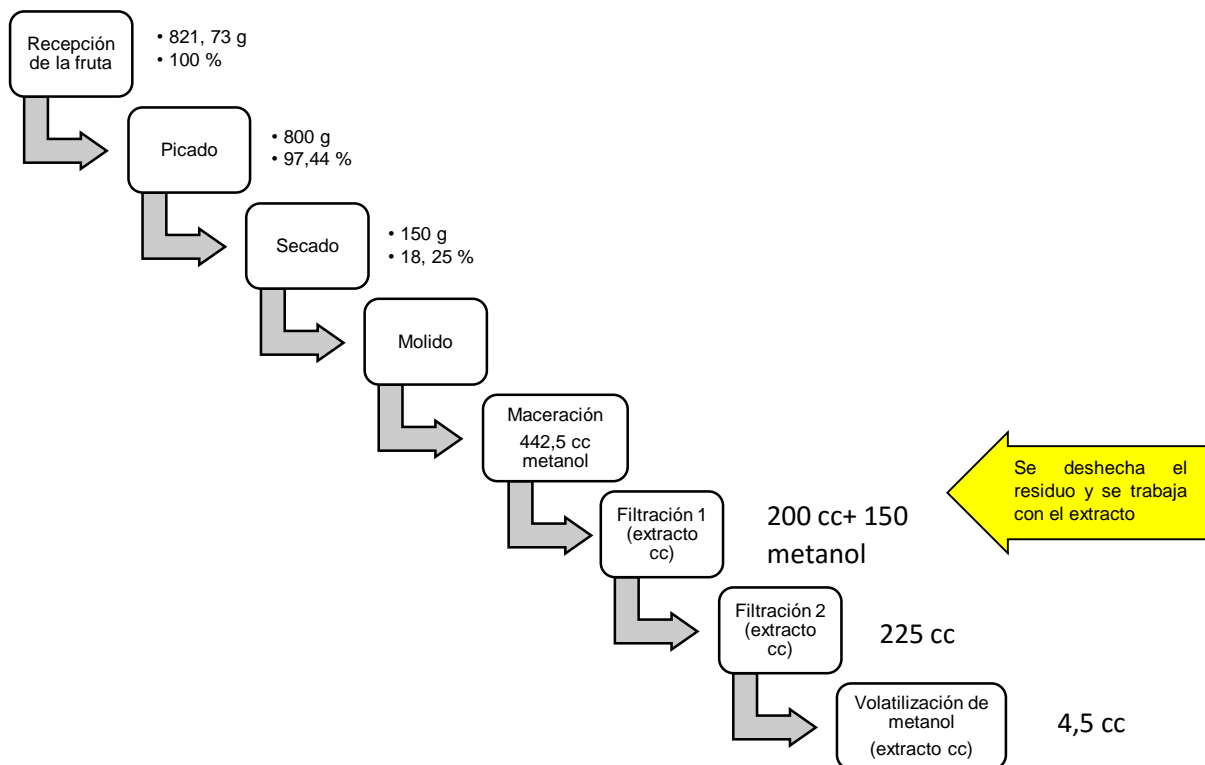 Recepción
de la fruta
• 821, 73 g
• 100 %
Picado
• 800 g
• 97,44 %
Secado
• 150 g
• 18, 25 %
Molido
Maceración
442,5 cc
metanol
Se deshecha el
residuo y se trabaja
con el extracto
Filtración 1
(extracto
cc)
200 cc+ 150
metanol
Filtración 2
(extracto
cc)
225 cc
Volatilización de
metanol
(extracto cc)
4,5 cc